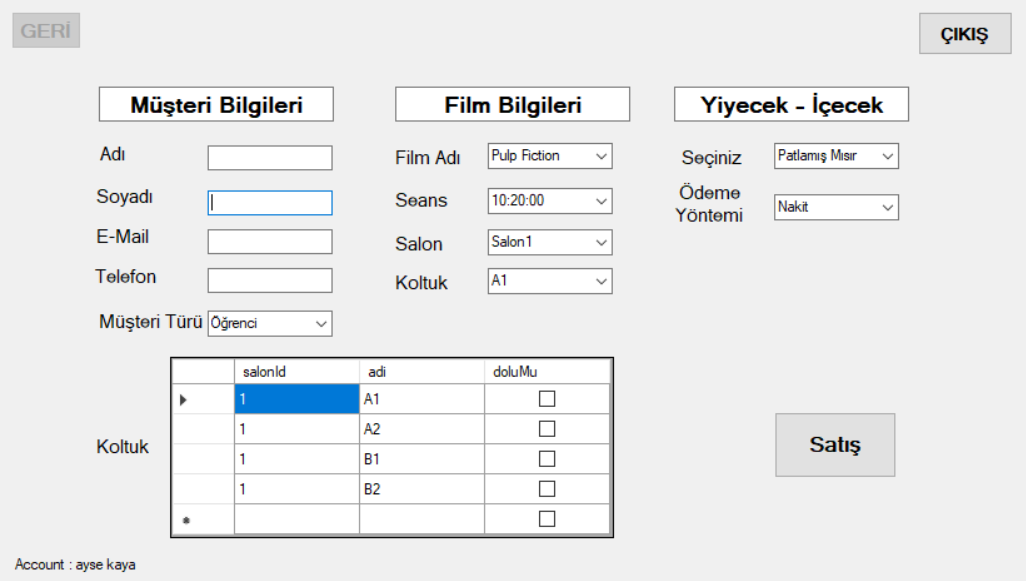 GERİ
ÇIKIŞ
Müşteri Bilgileri
Adı
Soyadı
E-Mail
Telefon
Müşteri Türü Öğrenci
Film Bilgileri
Film Adı Pulp Fiction
Seans 10:20:00
Salon Salon1
Koltuk A1
Yiyecek - İçecek
Seçiniz Patlamış Mısır
Ödeme
Yöntemi Nakit
Koltuk
salonId adi doluMu
1 A1
1 A2
1 B1
1 B2
Satış
Account : ayse kaya